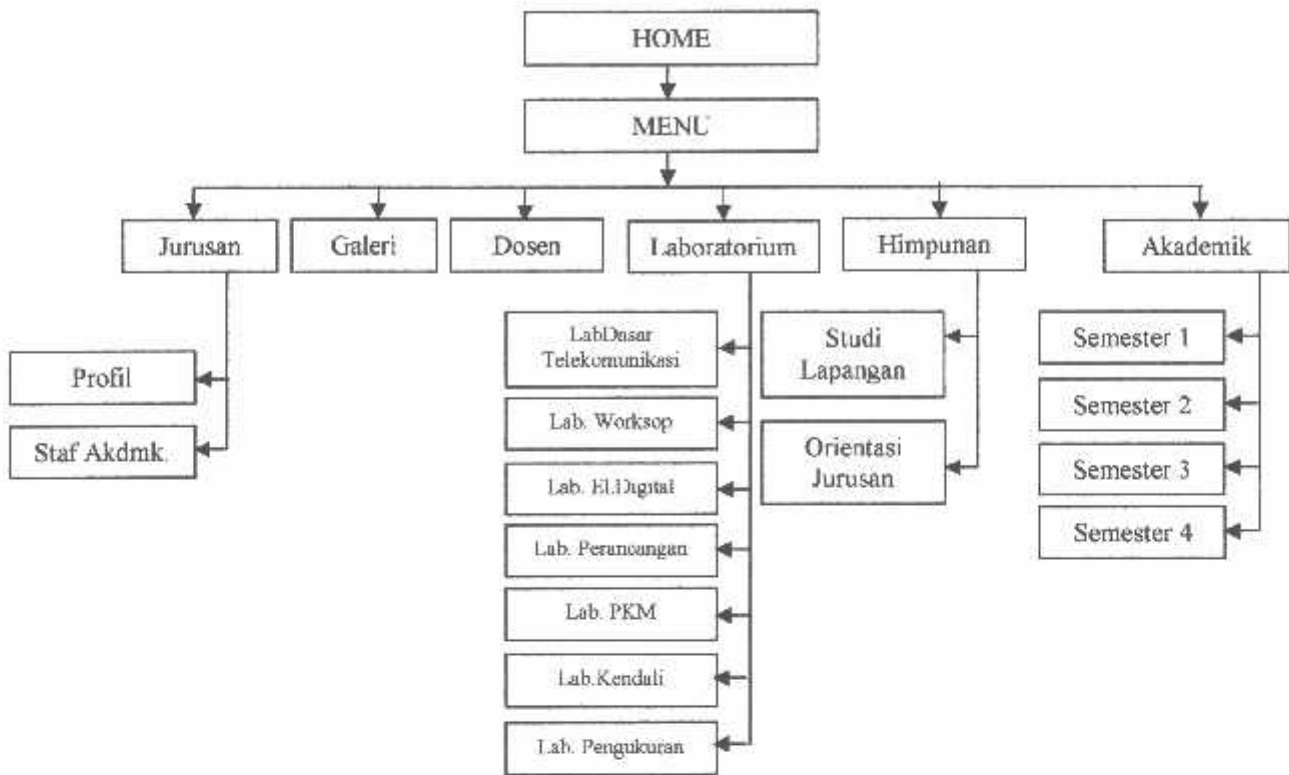 HOME
MENU
Jurusan
Galeri
Dosen
Laboratorium
Himpunan
Akademik
Profil
Staf Akdmk.
LabDasar
Telekomunikasi
Lab. Worksop
Lab. El.Digital
Lab. Perancangan
Lab. PKM
Lab.Kendali
Lab. Pengukuran
Studi
Lapangan
Orientasi
Jurusan
Semester 1
Semester 2
Semester 3
Semester 4